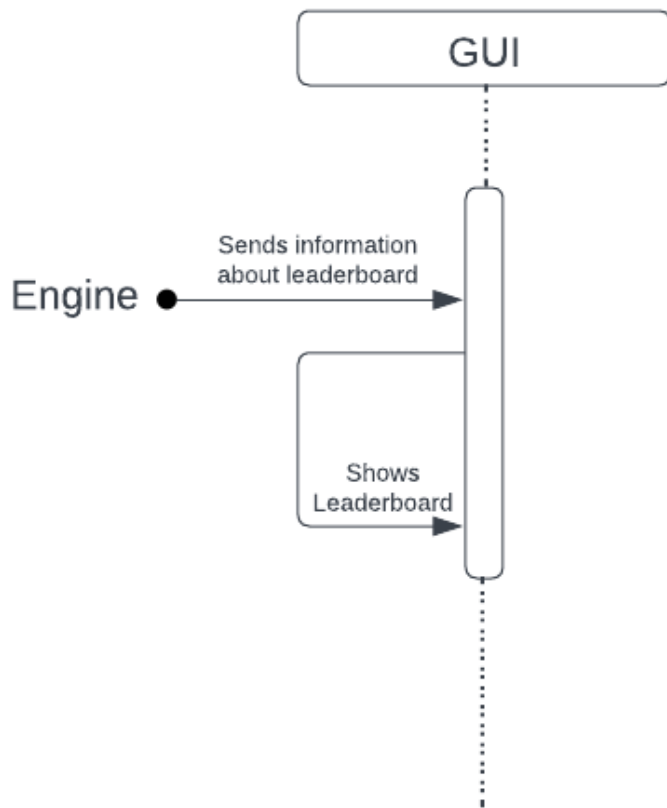 GUI
Sends information
about leaderboard
Engine
Shows
Leaderboard